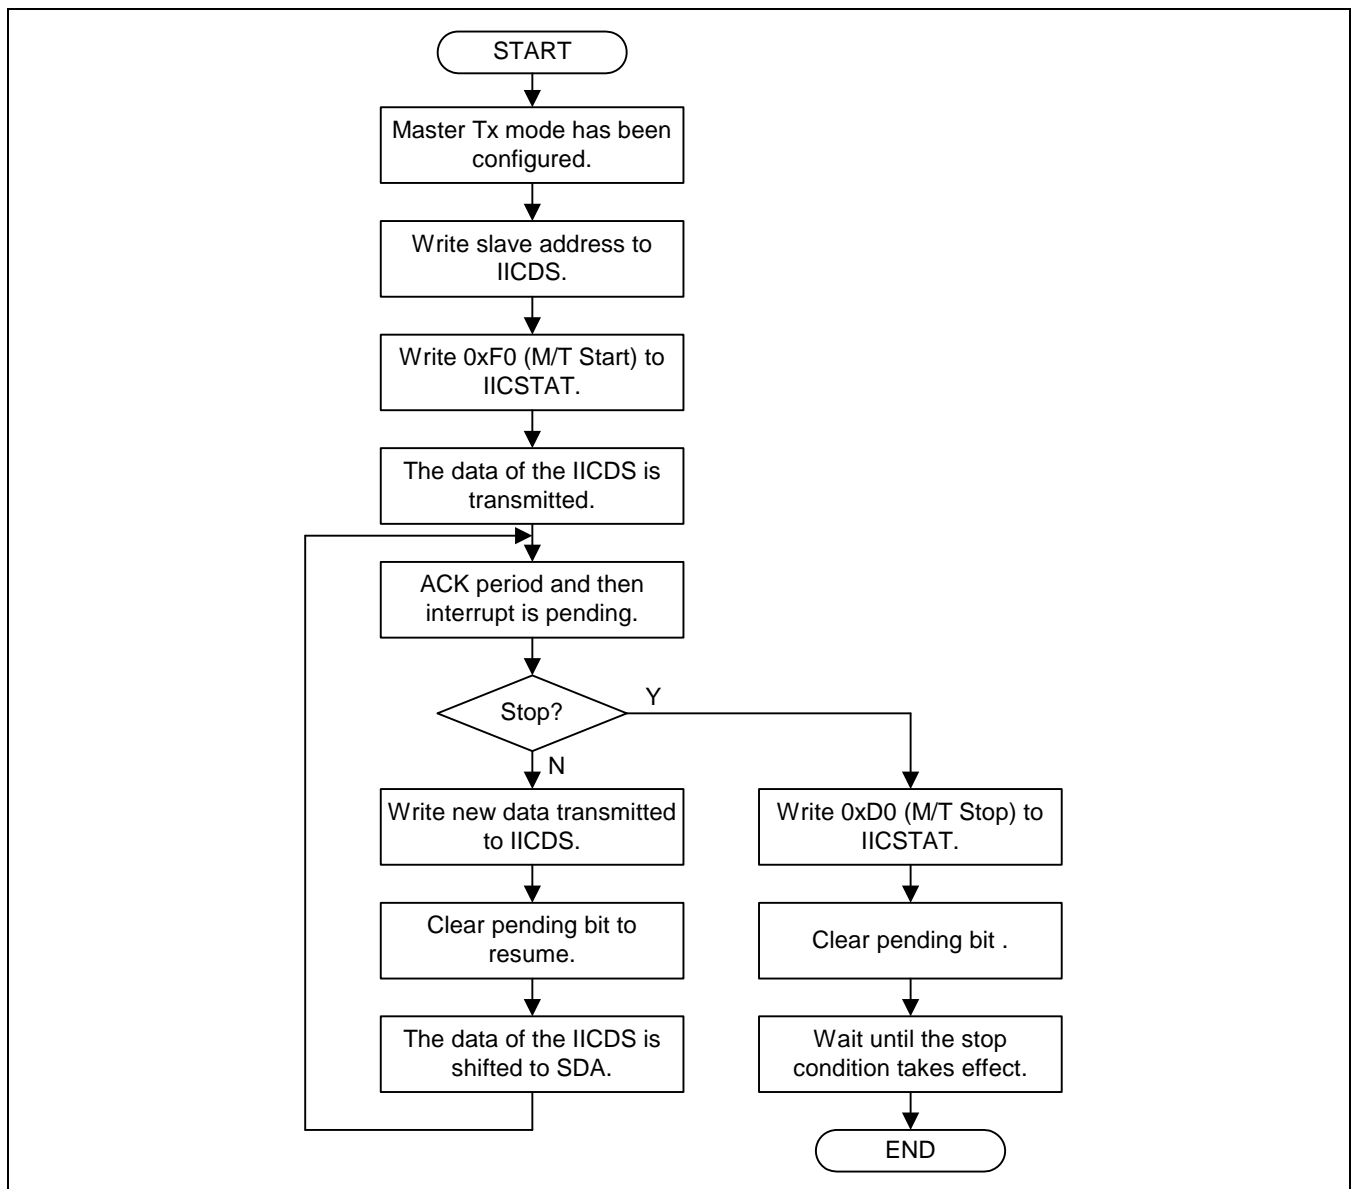 START
Master Tx mode has been
configured.
Write slave address to
IICDS.
Write 0xF0 (M/T Start) to
IICSTAT.
The data of the IICDS is
transmitted.
ACK period and then
interrupt is pending.
Stop?
Y
N
Write new data transmitted
to IICDS.
Clear pending bit to
resume.
The data of the IICDS is
shifted to SDA.
Write 0xD0 (M/T Stop) to
IICSTAT.
Clear pending bit .
Wait until the stop
condition takes effect.
END